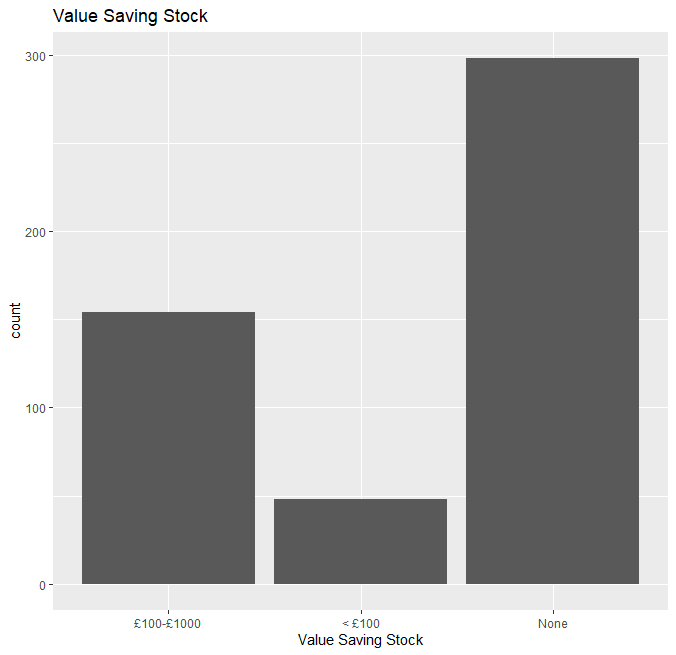 Value Saving Stock
300
200
100
0
count
£100-£1000
< £100
None
Value Saving Stock